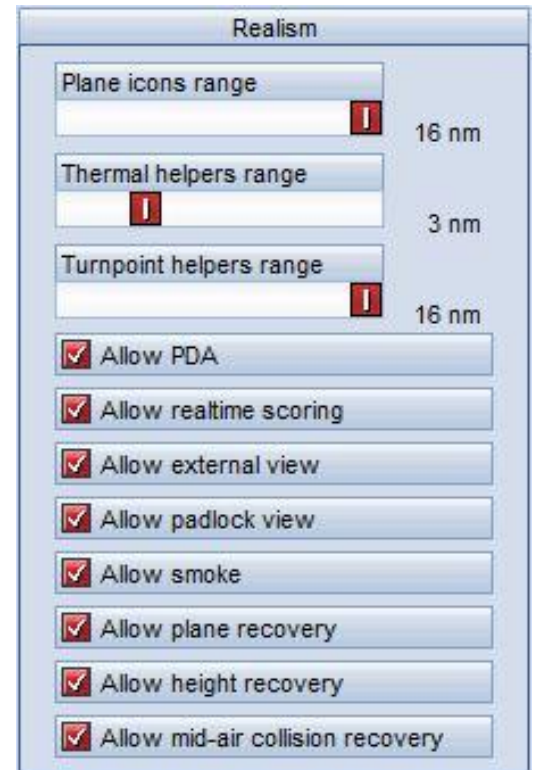 Realism
Plane icons range
16 nm
Thermal helpers range
3 nm
Turnpoint helpers range
16 nm
Allow PDA
Allow realtime scoring
Allow external view
Allow padlock view
Allow smoke
Allow plane recovery
Allow height recovery
Allow mid-air collision recovery